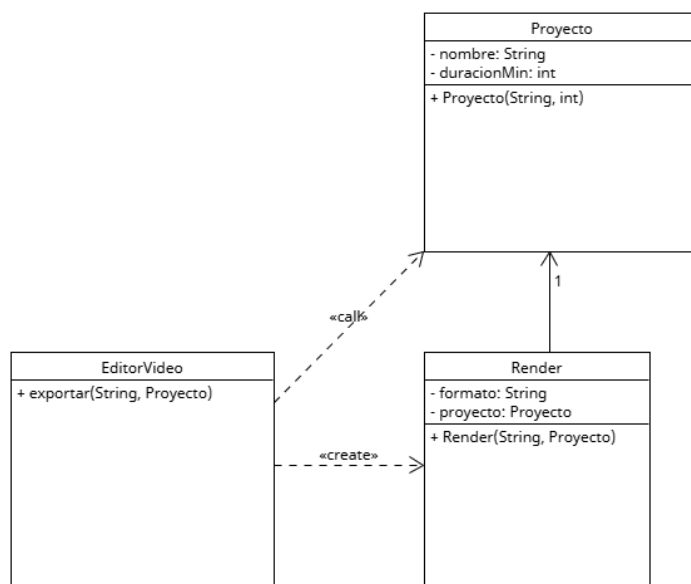 Proyecto
- nombre: String
- duracionMin: int
+ Proyecto(String, int)
1
«call»
EditorVideo
+ exportar(String, Proyecto)
«create»
Render
- formato: String
- proyecto: Proyecto
+ Render(String, Proyecto)